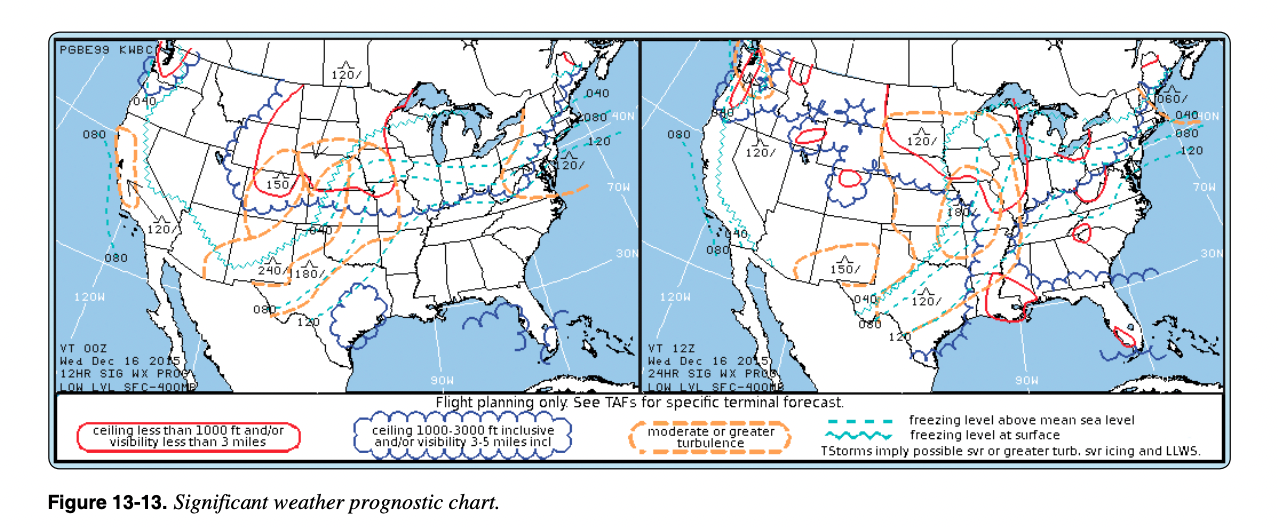 PGBE99 KWBC
120/
040
080
080
120/
150/
040
240/
180/
080
120
120/
040
080
120
40N
70W
30N
120W
90W
VT 00Z
Wed Dec 16 2015
12HR SIG WX PROG
LOW LVL SFC-400MB
040
080
120/
120/
180/
150/
120/
040
080
120
040
080
060/
040
080
120
40N
70W
30N
120W
90W
VT 12Z
Wed Dec 16 2015
24HR SIG WX PROG
LOW LVL SFC-400MB
Flight planning only. See TAFs for specific terminal forecast.
ceiling less than 1000 ft and/or
visibility less than 3 miles
ceiling 1000-3000 ft inclusive
and/or visibility 3-5 miles incl
moderate or greater
turbulence
freezing level above mean sea level
freezing level at surface
TStorms imply possible svr or greater turb. svr icing and LLWS.
Figure 13-13. Significant weather prognostic chart.